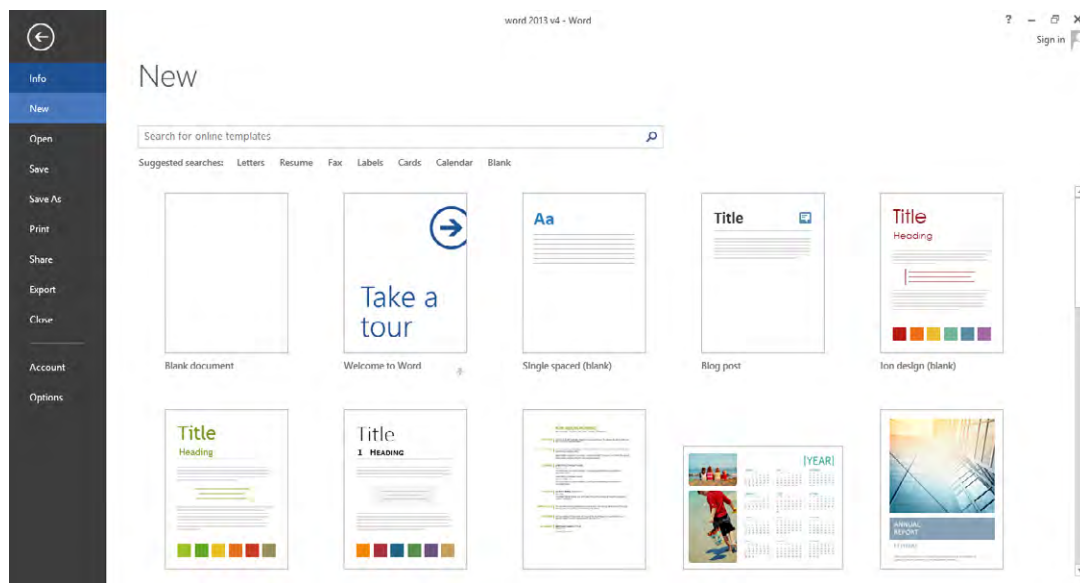 word 2013 v4 - Word
?
Sign in
Info
New
Open
Save
Save As
Print
Share
Export
Close
Account
Options
New
Search for online templates
Suggested searches: Letters Resume Fax Labels Cards Calendar Blank
Aa
Title
Title
Heading
Take a
tour
Blank document
Welcome to Word
Single spaced (blank)
Blog post
Ion design (blank)
Title
Heading
Title
1 HEADING
[YEAR]
ANNUAL
REPORT